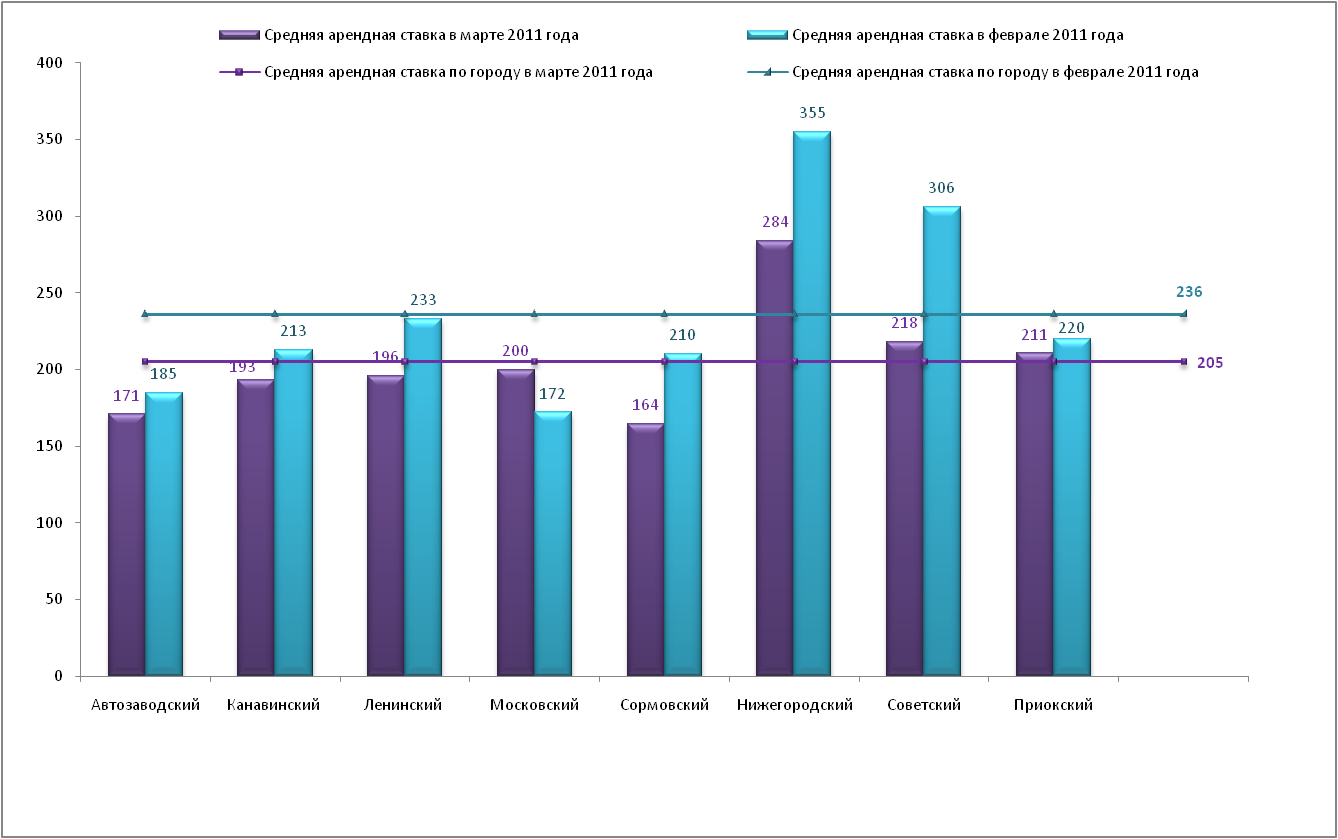 Средняя арендная ставка в марте 2011 года
Средняя арендная ставка в феврале 2011 года
Средняя арендная ставка по городу в марте 2011 года
Средняя арендная ставка по городу в феврале 2011 года
400
350
300
250
200
150
100
50
0
171
185
193
213
196
233
200
172
164
210
284
355
218
306
211
220
236
205
Автозаводский
Канавинский
Ленинский
Московский
Сормовский
Нижегородский
Советский
Приокский